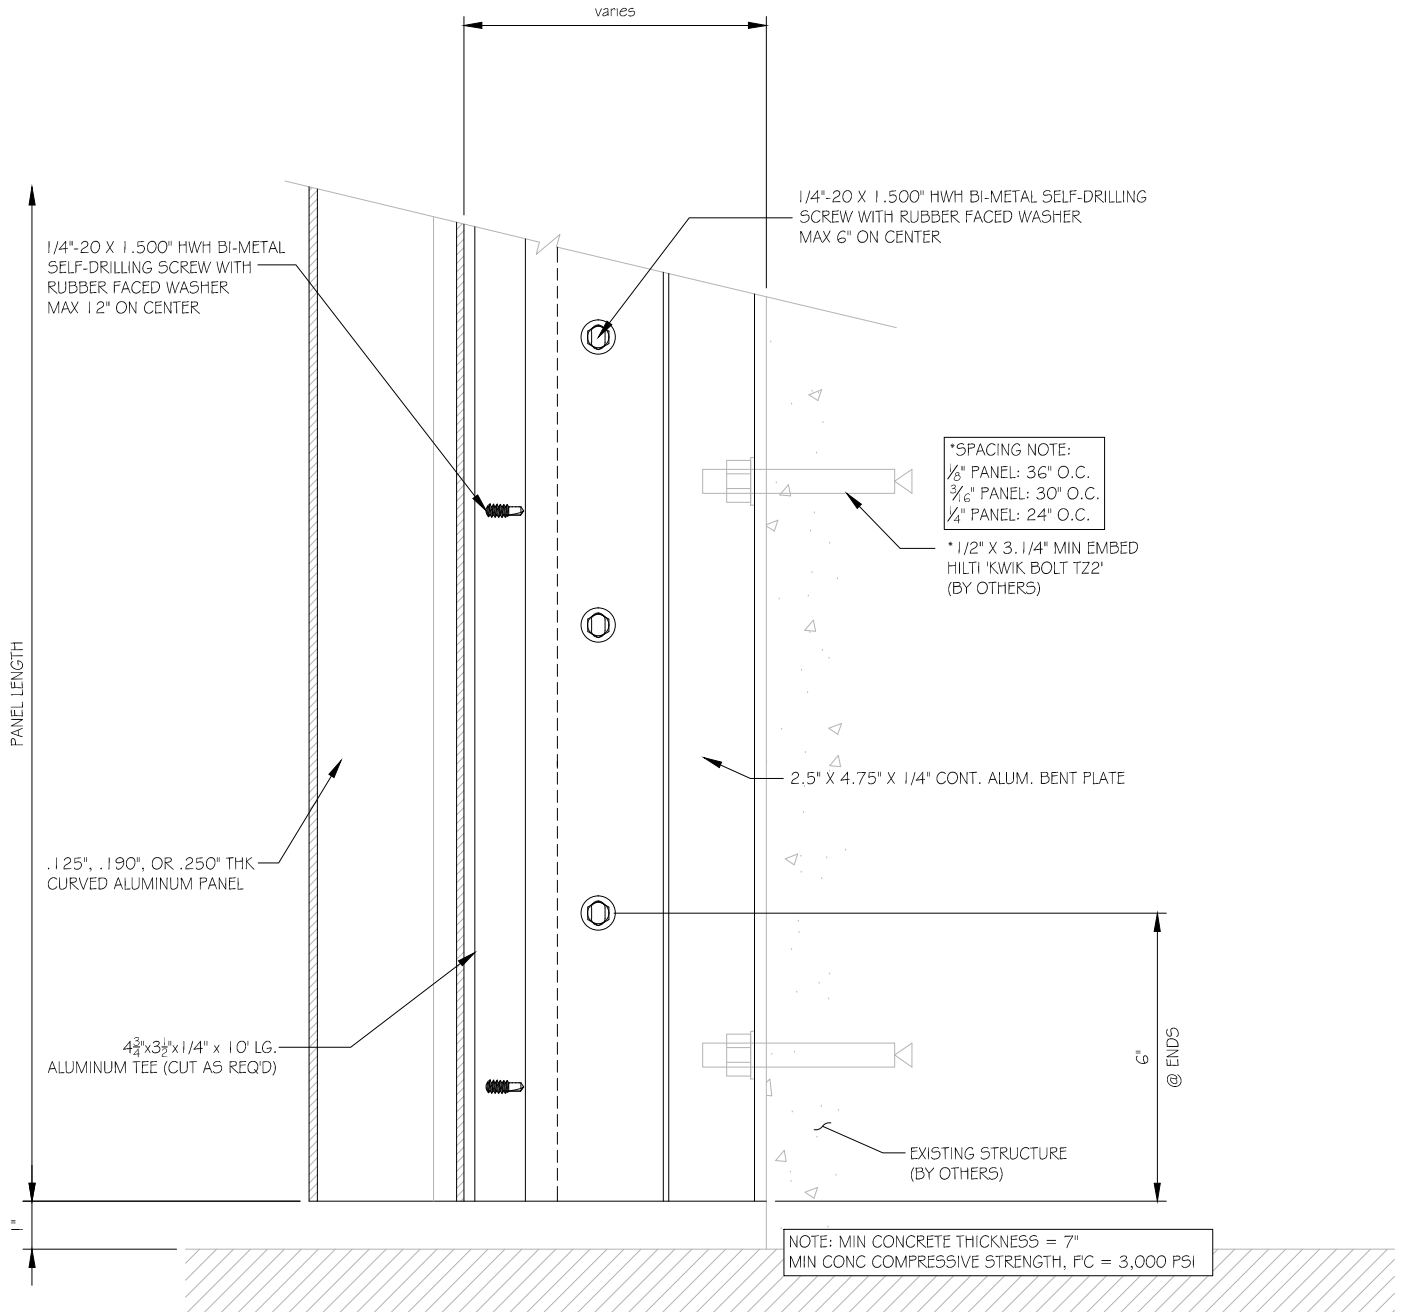 varies
1/4"-20 X 1.500" HWH BI-METAL SELF-DRILLING
SCREW WITH RUBBER FACED WASHER
MAX 6" ON CENTER
1/4"-20 X 1.500" HWH BI-METAL
SELF-DRILLING SCREW WITH
RUBBER FACED WASHER
MAX 12" ON CENTER
*SPACING NOTE:
1/8" PANEL: 36" O.C.
3/16" PANEL: 30" O.C.
1/4" PANEL: 24" O.C.
*1/2" X 3.1/4" MIN EMBED
HILTI 'KWIK BOLT TZ2'
(BY OTHERS)
PANEL LENGTH
2.5" X 4.75" X 1/4" CONT. ALUM. BENT PLATE
.125", .190", OR .250" THK
CURVED ALUMINUM PANEL
4 3/4"x3 1/2"x1/4" x 10' LG.
ALUMINUM TEE (CUT AS REQ'D)
6"
@ ENDS
EXISTING STRUCTURE
(BY OTHERS)
1"
NOTE: MIN CONCRETE THICKNESS = 7"
MIN CONC COMPRESSIVE STRENGTH, F'C = 3,000 PSI